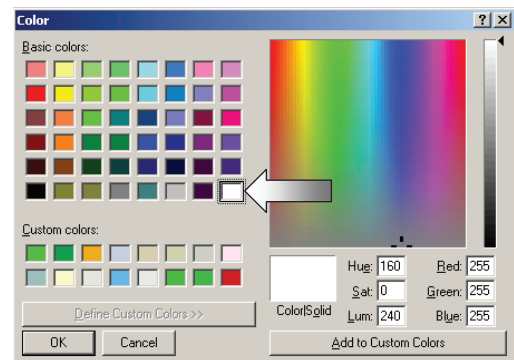 Color
Basic colors:
Custom colors:
Define Custom Colors >>
OK Cancel
Color|Solid
Hue: 160 Red: 255
Sat: 0 Green: 255
Lum: 240 Blue: 255
Add to Custom Colors